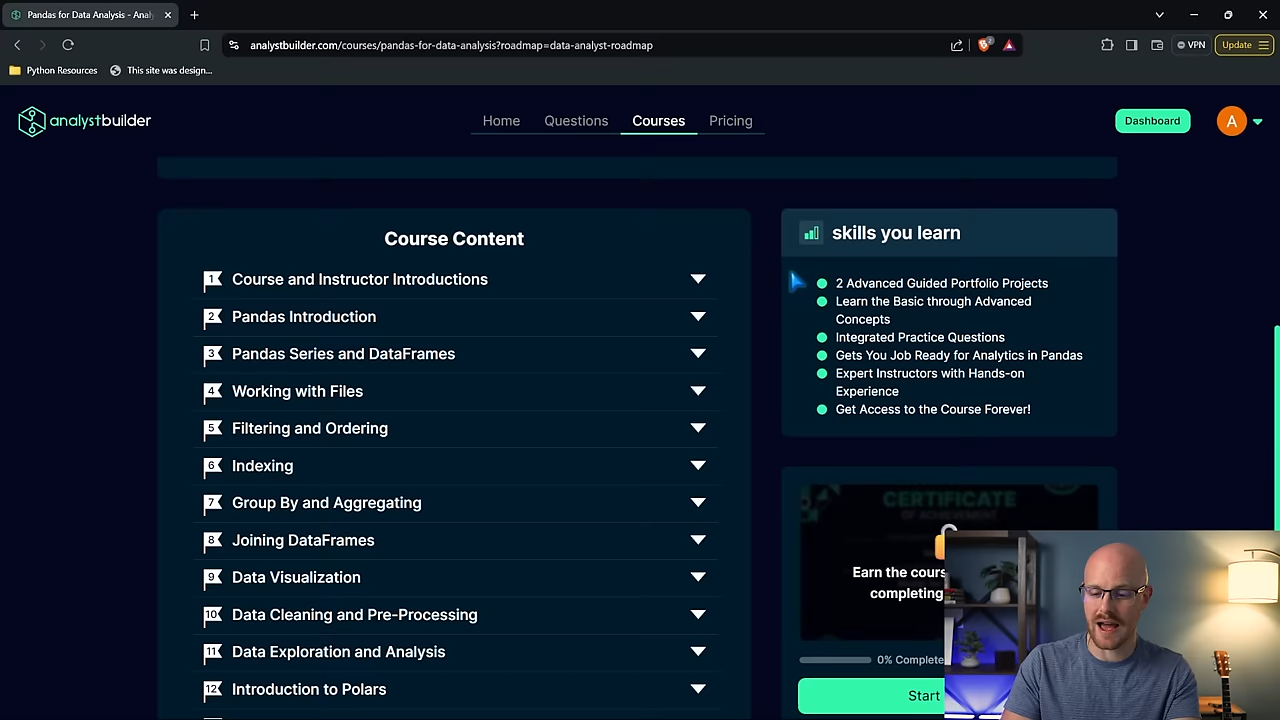 Pandas for Data Analysis - Analy
analystbuilder.com/courses/pandas-for-data-analysis?roadmap=data-analyst-roadmap
2
VPN
Update
Python Resources
This site was design...
analystbuilder
Home
Questions
Courses
Pricing
Dashboard
A
Course Content
1 Course and Instructor Introductions
2 Pandas Introduction
3 Pandas Series and DataFrames
4 Working with Files
5 Filtering and Ordering
6 Indexing
7 Group By and Aggregating
8 Joining DataFrames
9 Data Visualization
10 Data Cleaning and Pre-Processing
11 Data Exploration and Analysis
12 Introduction to Polars
skills you learn
2 Advanced Guided Portfolio Projects
Learn the Basic through Advanced
Concepts
Integrated Practice Questions
Gets You Job Ready for Analytics in Pandas
Expert Instructors with Hands-on
Experience
Get Access to the Course Forever!
CERTIFICATE
OF ACHIEVEMENT
Earn the cours
completing
0% Complete
Start